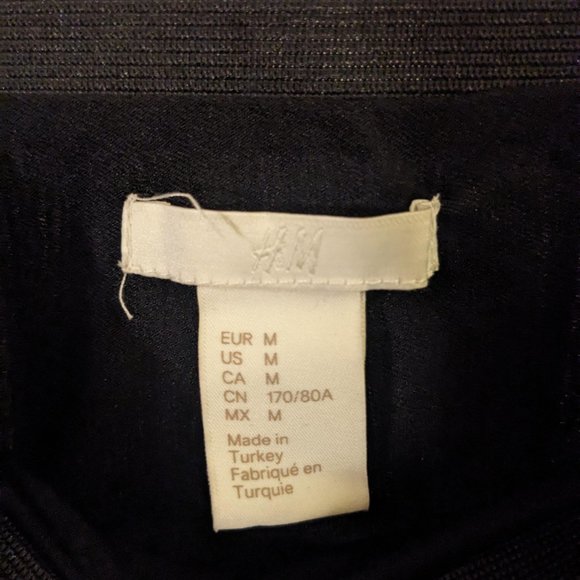 H&M
EUR M
US M
CA M
CN 170/80A
MX M
Made in
Turkey
Fabriqué en
Turquie